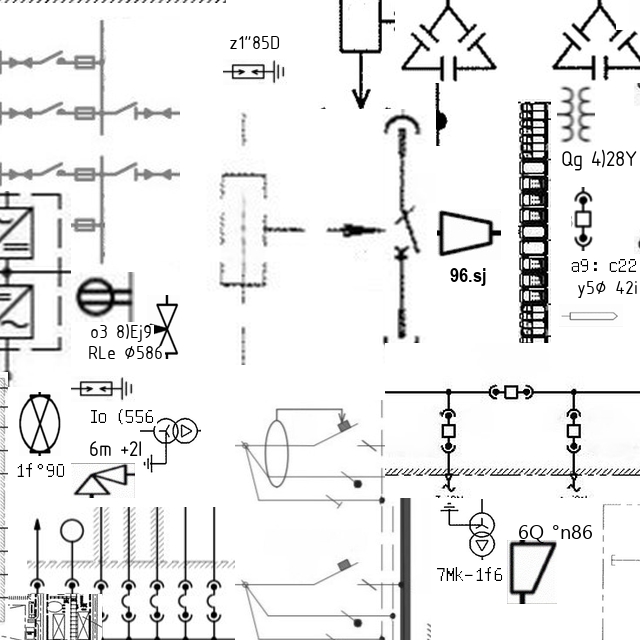 z1"85D
Qg 4)28Y
96.sj
a9: c22
y5Ø 42i
o3 8)Ej9
RLe Ø586
Io (556
6m +2l
1f°90
6Q °n86
7Mk-1f6